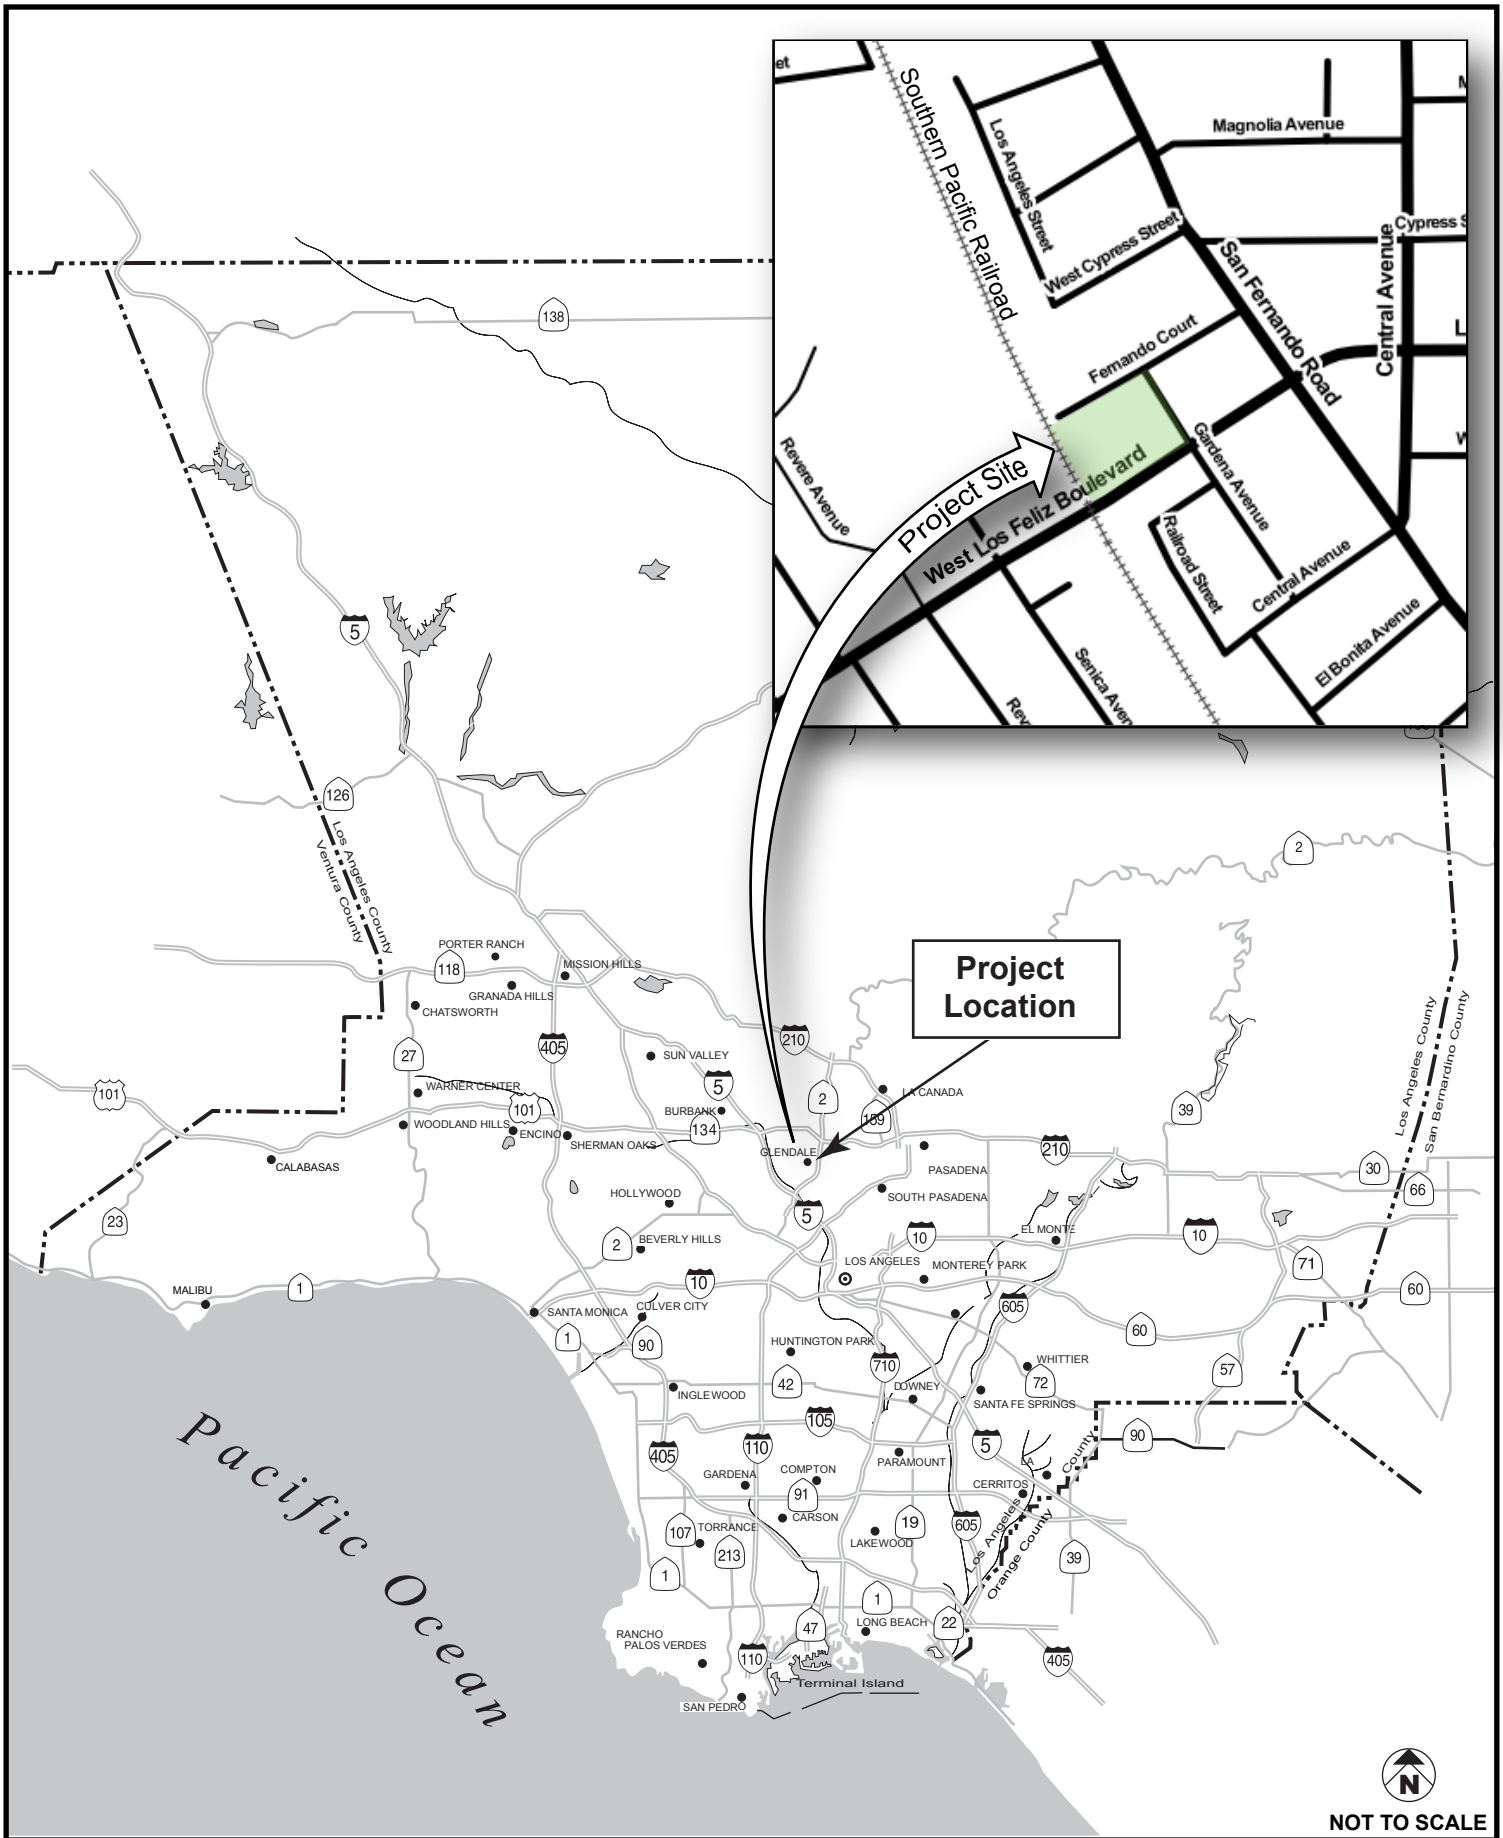 et
Southern Pacific Railroad
Los Angeles Street
Magnolia Avenue
West Cypress Street
Cypress S
San Fernando Road
Central Avenue
L
Fernando Court
Revere Avenue
Project Site
West Los Feliz Boulevard
Gardena Avenue
Railroad Street
Central Avenue
El Bonita Avenue
Senica Aven
Rev
138
5
126
Los Angeles County
Ventura County
2
PORTER RANCH
118
MISSION HILLS
GRANADA HILLS
CHATSWORTH
Project
Location
Los Angeles County
San Bernardino County
27
405
210
SUN VALLEY
5
2
LA CANADA
159
39
101
WARNER CENTER
101
BURBANK
134
WOODLAND HILLS
ENCINO
SHERMAN OAKS
GLENDALE
210
CALABASAS
PASADENA
30
66
HOLLYWOOD
SOUTH PASADENA
23
5
EL MONTE
2
BEVERLY HILLS
10
10
LOS ANGELES
MONTEREY PARK
71
MALIBU
1
10
60
SANTA MONICA
CULVER CITY
605
1
90
60
HUNTINGTON PARK
710
WHITTIER
72
57
INGLEWOOD
42
DOWNEY
SANTA FE SPRINGS
105
405
110
5
90
PARAMOUNT
LA
GARDENA
COMPTON
CERRITOS
91
CARSON
Los Angeles County
Orange County
107
TORRANCE
19
605
LAKEWOOD
213
39
1
1
47
LONG BEACH
22
RANCHO
PALOS VERDES
110
405
Terminal Island
SAN PEDRO
Pacific Ocean
N
NOT TO SCALE